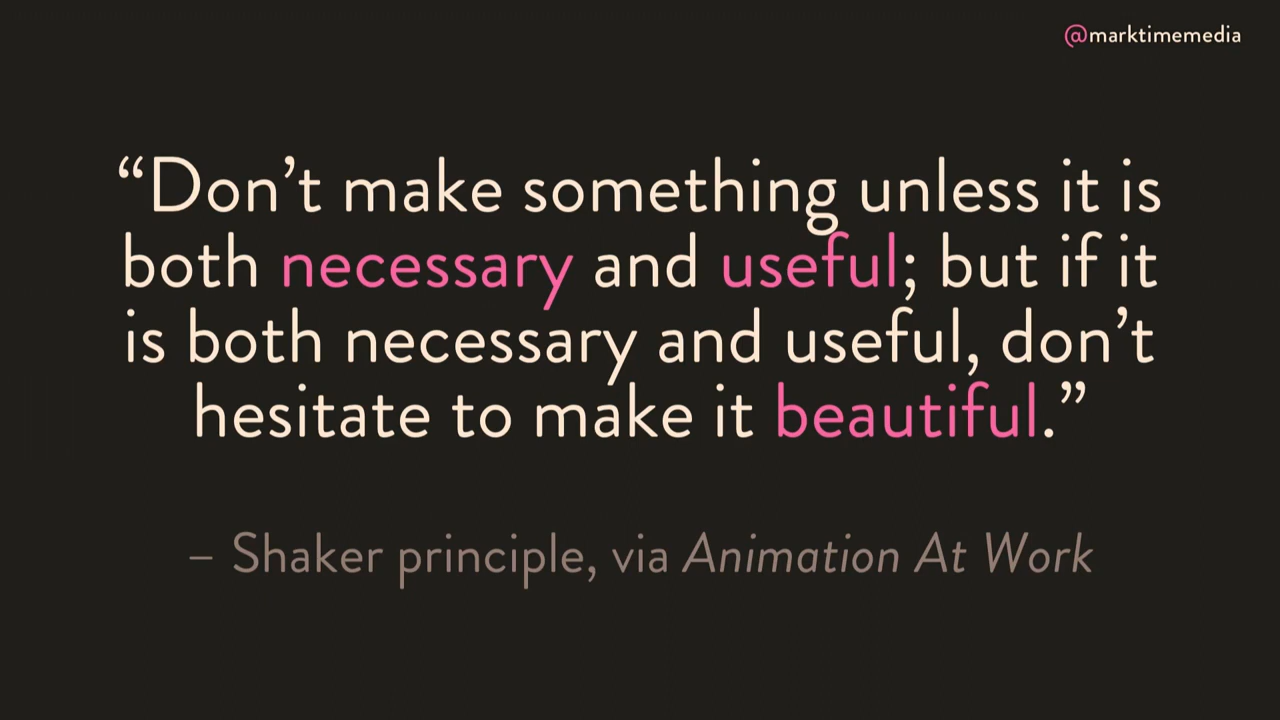 @marktimemedia
“Don’t make something unless it is
both necessary and useful; but if it
is both necessary and useful, don’t
hesitate to make it beautiful.”
– Shaker principle, via Animation At Work